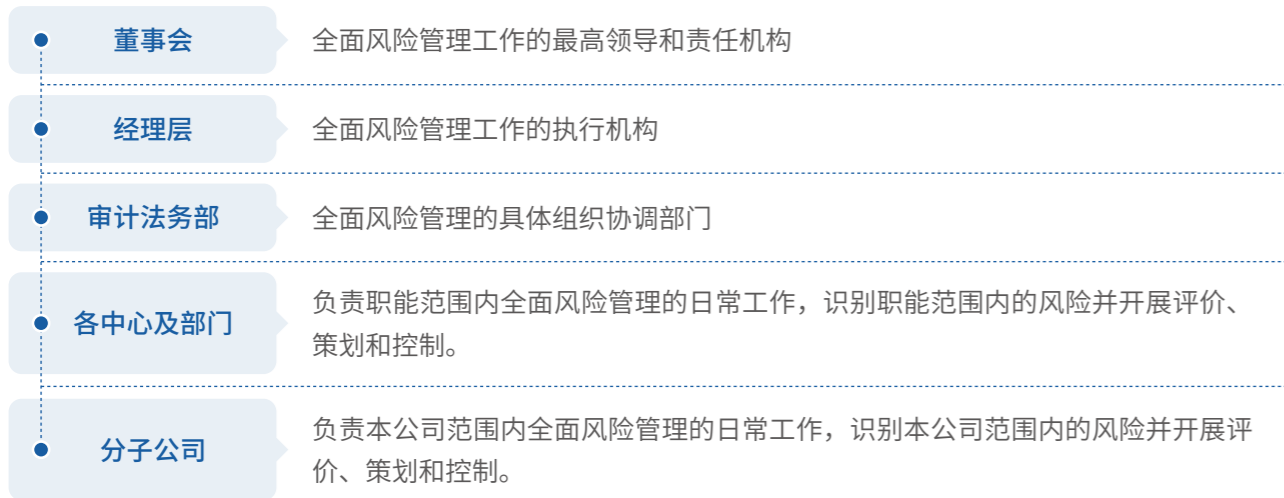 董事会
全面风险管理工作的最高领导和责任机构
经理层
全面风险管理工作的执行机构
审计法务部
全面风险管理的具体组织协调部门
各中心及部门
负责职能范围内全面风险管理的日常工作，识别职能范围内的风险并开展评价、
策划和控制。
分子公司
负责本公司范围内全面风险管理的日常工作，识别本公司范围内的风险并开展评
价、策划和控制。